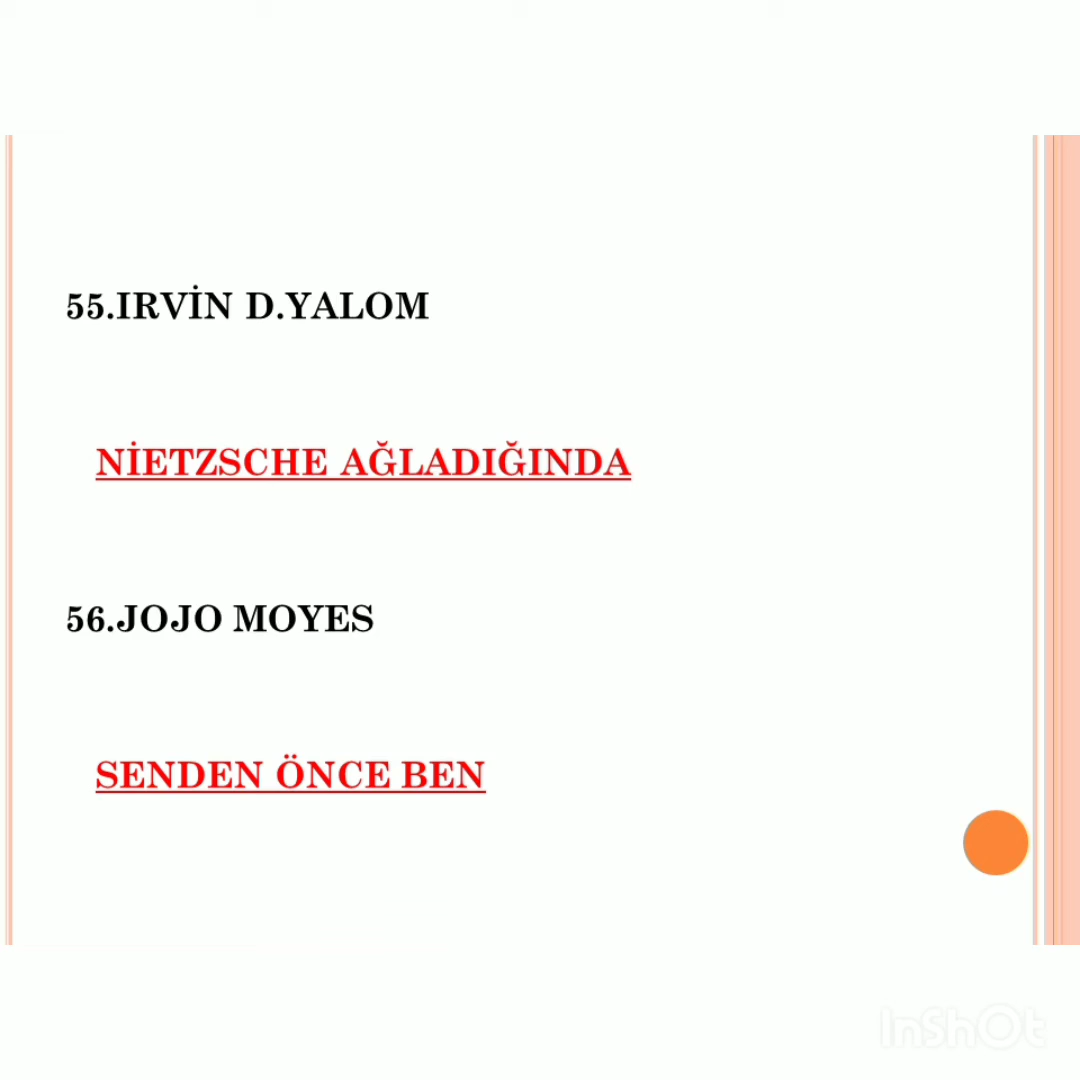 55.IRVİN D.YALOM
NİETZSCHE AĞLADIĞINDA
56.JOJO MOYES
SENDEN ÖNCE BEN
InShOt